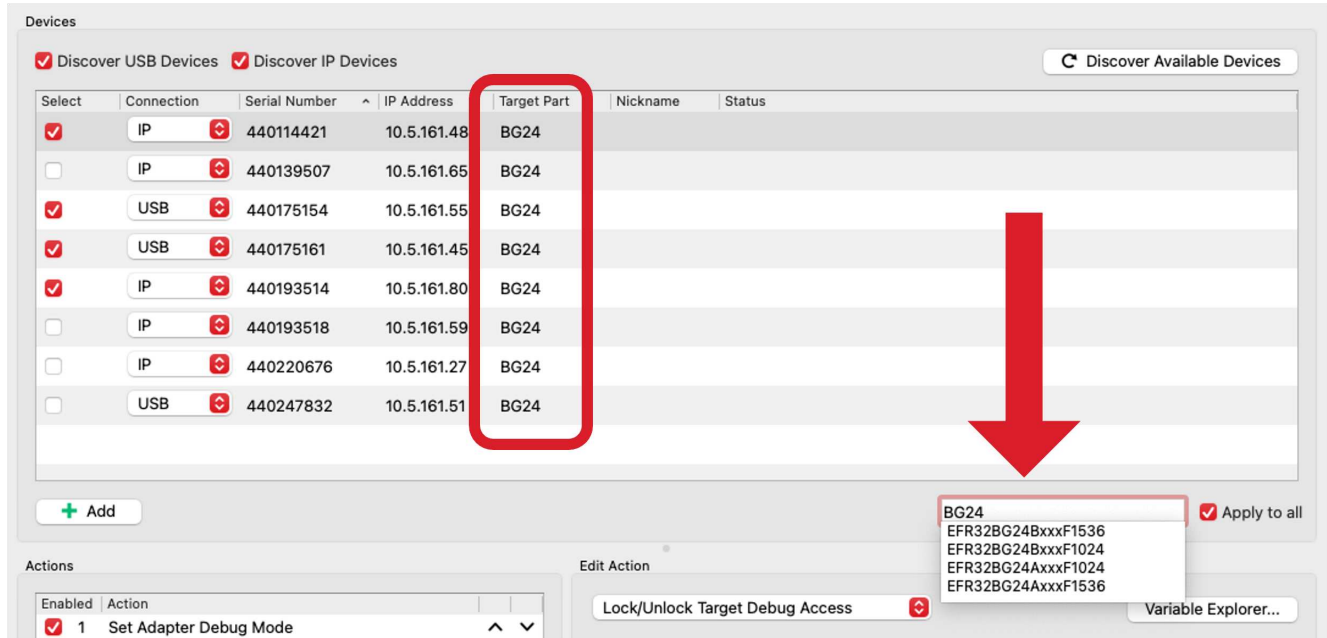 Devices
Discover USB Devices Discover IP Devices Discover Available Devices
Select Connection Serial Number IP Address Target Part Nickname Status
IP 440114421 10.5.161.48 BG24
IP 440139507 10.5.161.65 BG24
USB 440175154 10.5.161.55 BG24
USB 440175161 10.5.161.45 BG24
IP 440193514 10.5.161.80 BG24
IP 440193518 10.5.161.59 BG24
IP 440220676 10.5.161.27 BG24
USB 440247832 10.5.161.51 BG24
Add BG24 Apply to all
EFR32BG24BxxxF1536
EFR32BG24BxxxF1024
EFR32BG24AxxxF1024
EFR32BG24AxxxF1536
Actions Edit Action
Enabled Action
Lock/Unlock Target Debug Access Variable Explorer...
1 Set Adapter Debug Mode